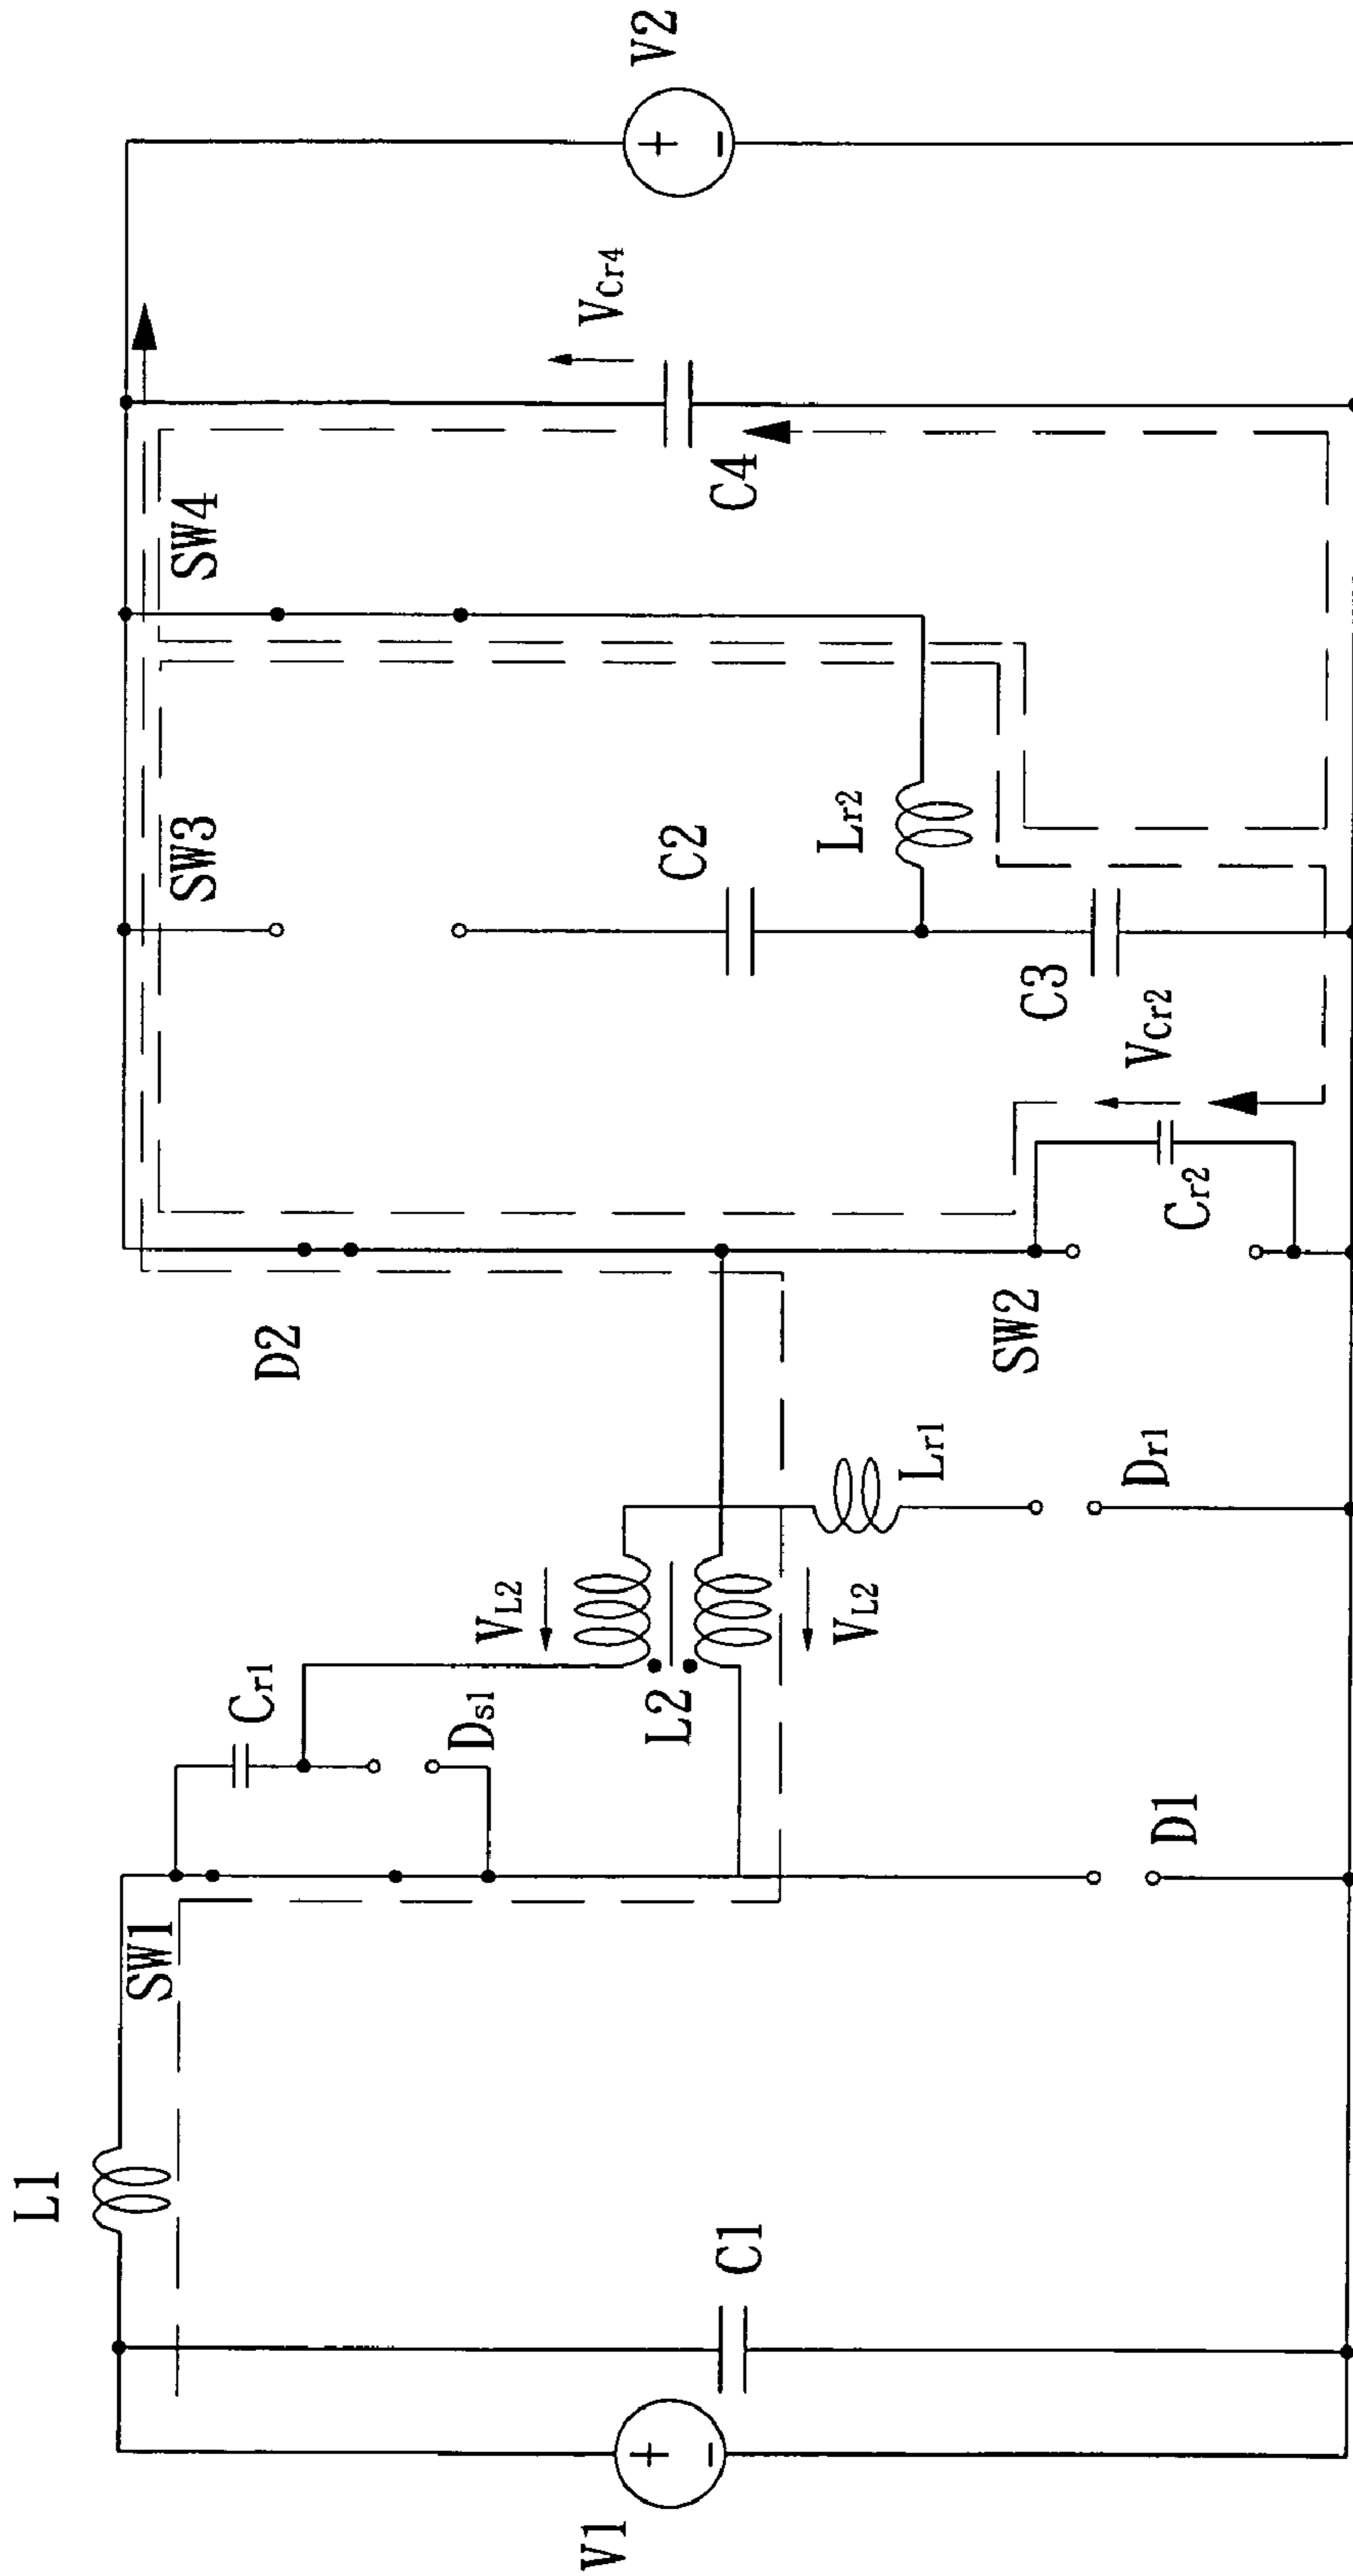 L1
SW1
Cr1
Ds1
VL2
L2
VL2
Lr1
Dr1
D1
V1
+
-
C1
D2
SW2
Cr2
VCr2
SW3
C2
Lr2
C3
SW4
C4
VCr4
V2
+
-